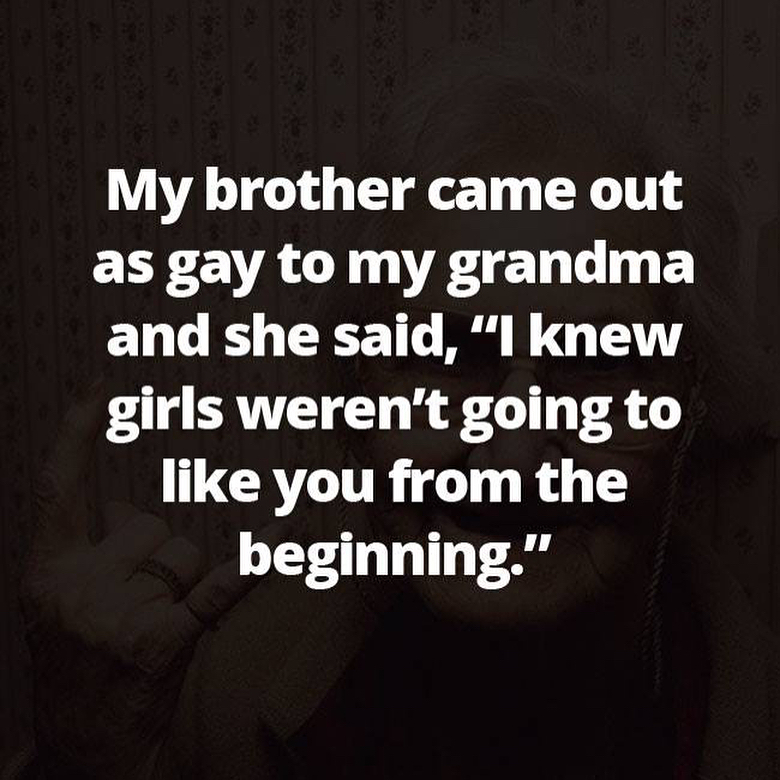 My brother came out
as gay to my grandma
and she said, “I knew
girls weren’t going to
like you from the
beginning.”